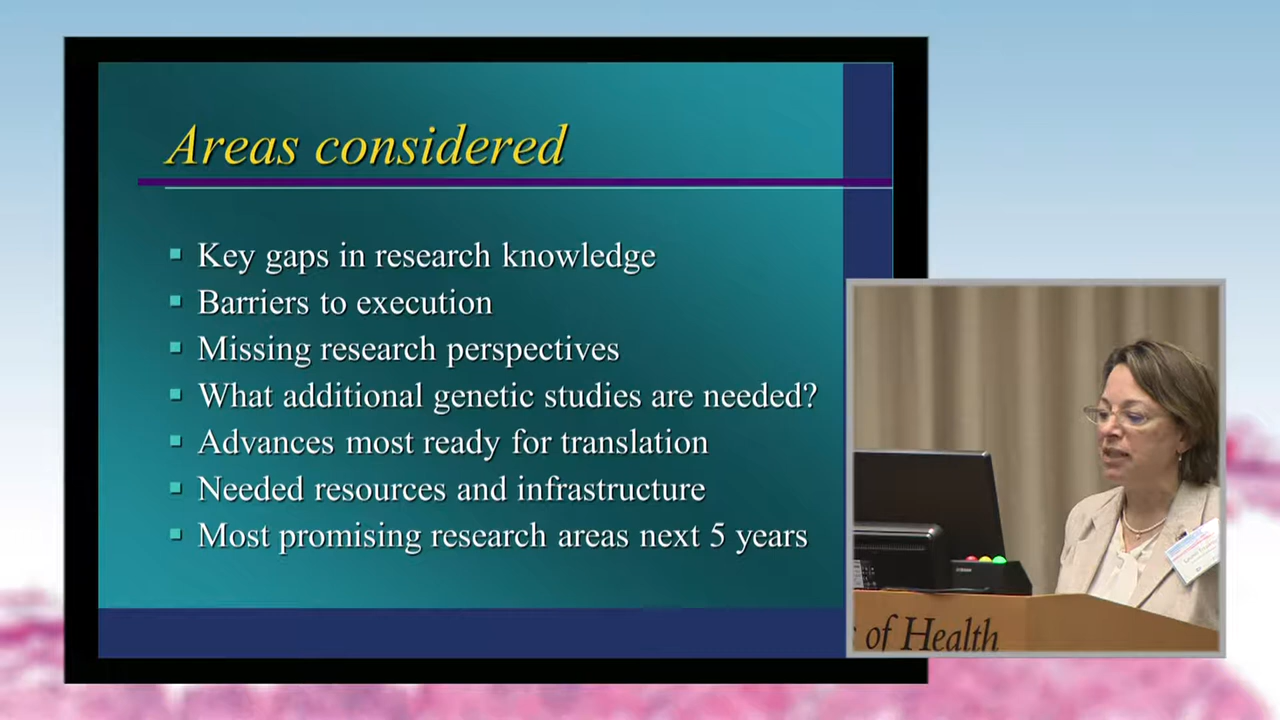 Areas considered
Key gaps in research knowledge
Barriers to execution
Missing research perspectives
What additional genetic studies are needed?
Advances most ready for translation
Needed resources and infrastructure
Most promising research areas next 5 years
of Health